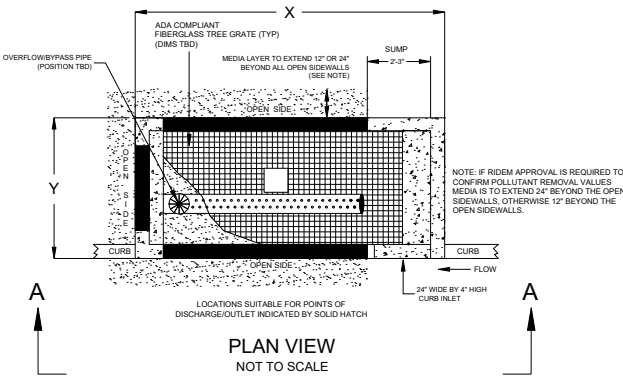 X
ADA COMPLIANT
FIBERGLASS TREE GRATE (TYP)
(DIMS TBD)
OVERFLOW/BYPASS PIPE
(POSITION TBD)
MEDIA LAYER TO EXTEND 12" OR 24"
BEYOND ALL OPEN SIDEWALLS
(SEE NOTE)
SUMP
2'-3"
OPEN SIDE
Y
OPEN SIDE
NOTE: IF RIDEM APPROVAL IS REQUIRED TO
CONFIRM POLLUTANT REMOVAL VALUES
MEDIA IS TO EXTEND 24" BEYOND THE OPEN
SIDEWALLS, OTHERWISE 12" BEYOND THE
OPEN SIDEWALLS.
CURB
OPEN SIDE
CURB
FLOW
24" WIDE BY 4" HIGH
CURB INLET
A
LOCATIONS SUITABLE FOR POINTS OF
DISCHARGE/OUTLET INDICATED BY SOLID HATCH
A
PLAN VIEW
NOT TO SCALE